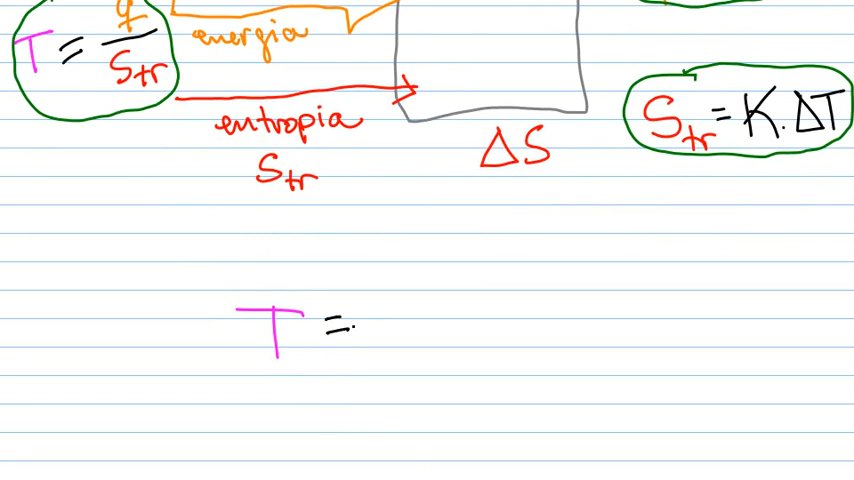 T = q / Str
energia
entropia
Str
ΔS
Str = K.ΔT
T =